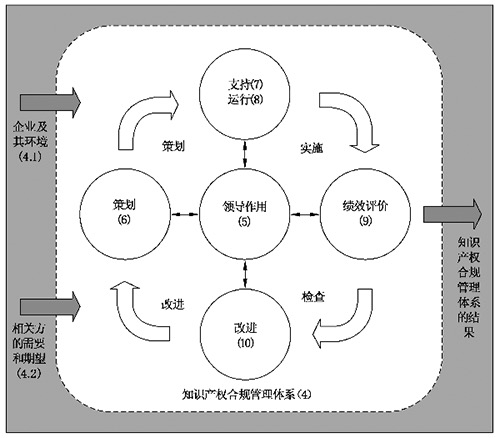 支持(7)
运行(8)
企业及
其环境
(4.1)
策划
实施
策划
(6)
领导作用
(5)
绩效评价
(9)
知识
产权
合规
管理
体系
的结
果
改进
检查
相关方
的需要
和期望
(4.2)
改进
(10)
知识产权合规管理体系(4)